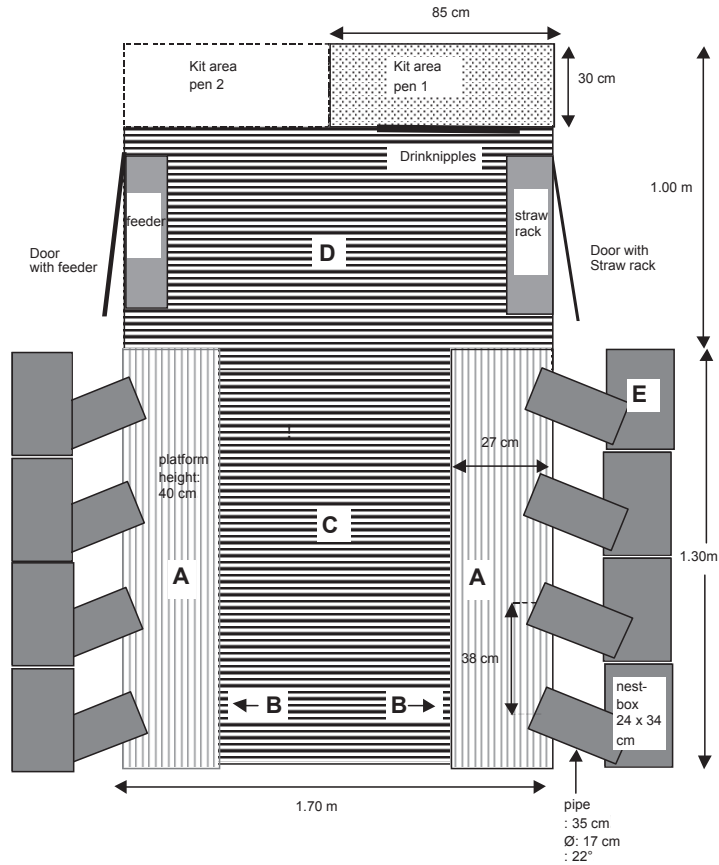 85 cm
Kit area
pen 2
Kit area
pen 1
30 cm
Drinknipples
1.00 m
feeder
straw
rack
Door
with feeder
D
Door with
Straw rack
E
27 cm
platform
height:
40 cm
C
1.30m
A
A
38 cm
B
B
nest-
box
24 x 34
cm
1.70 m
pipe
: 35 cm
Ø: 17 cm
: 22°